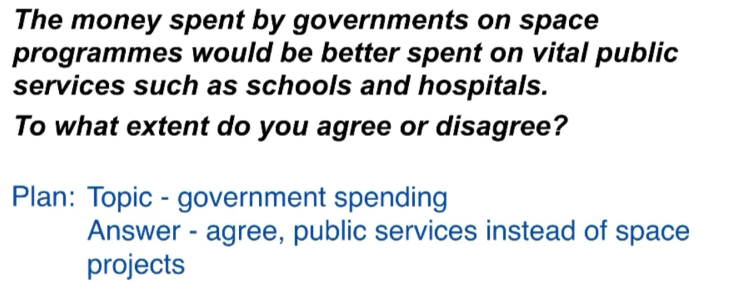 The money spent by governments on space
programmes would be better spent on vital public
services such as schools and hospitals.
To what extent do you agree or disagree?
Plan: Topic - government spending
Answer - agree, public services instead of space
projects